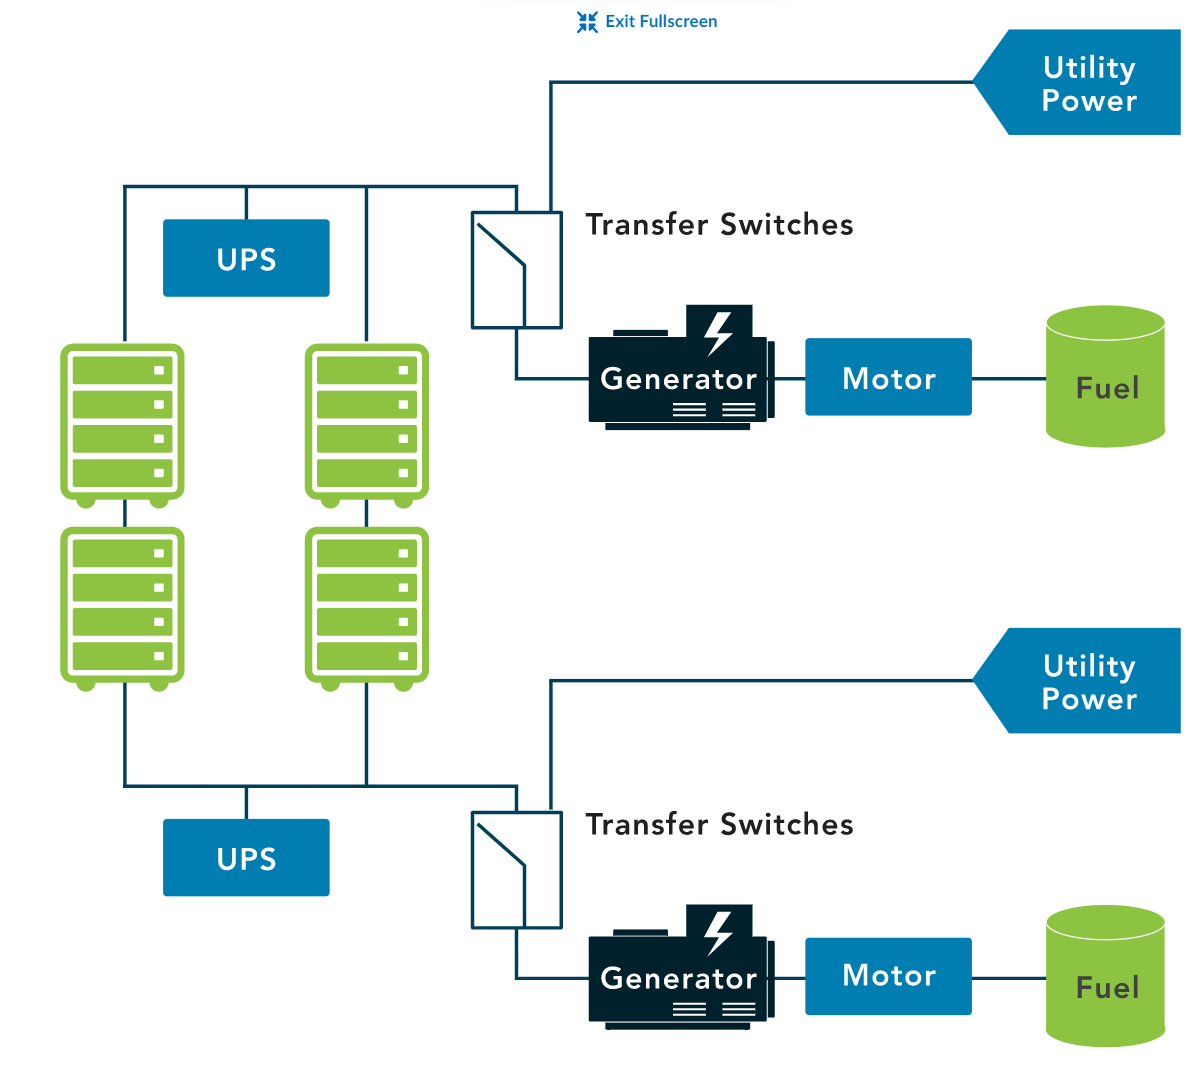 Exit Fullscreen
Utility
Power
Transfer Switches
UPS
Generator
Motor
Fuel
Utility
Power
Transfer Switches
UPS
Generator
Motor
Fuel